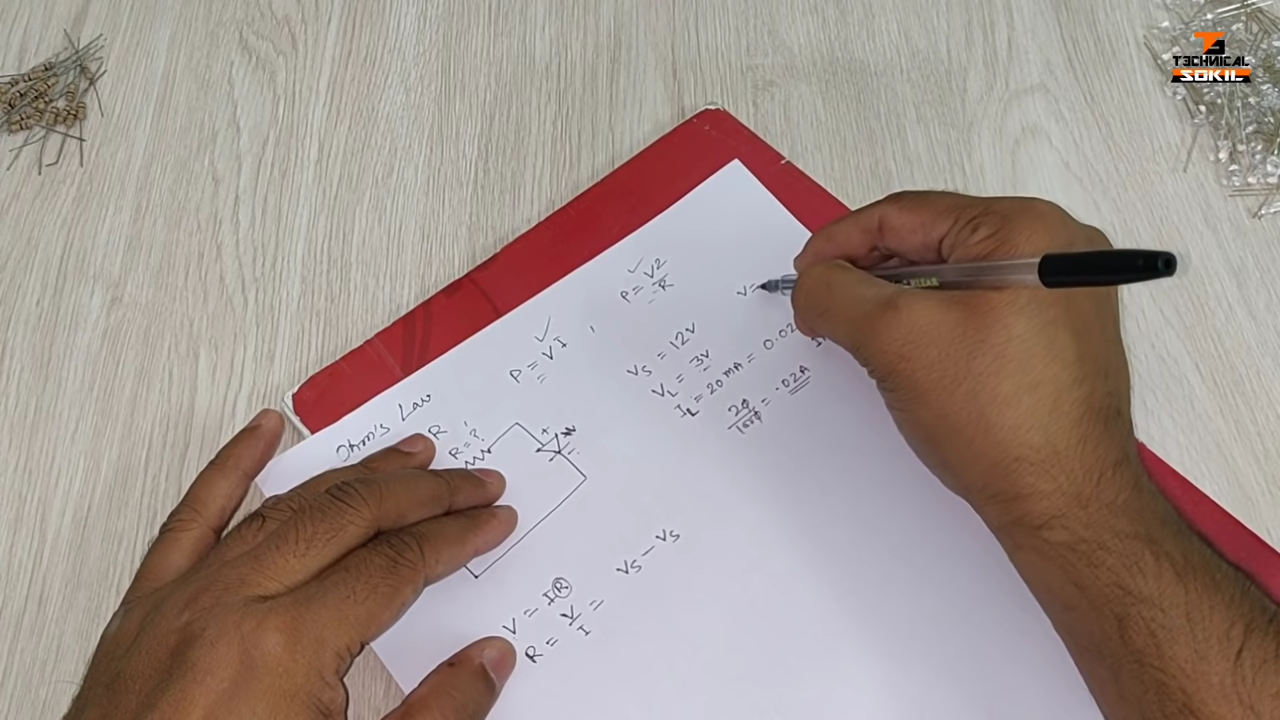 TECHNICAL
SOKIL
Ohm's Law
P = VI ,
P = V2/R
V=
VS = 12V
VL = 3V
IL = 20 mA = 0.02
20/1000 = .02A
R
R = ?
+
V = IR
R = V/I = VS - VS